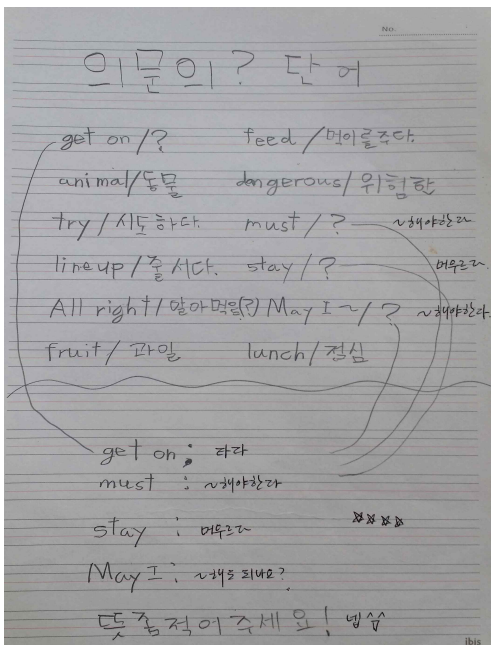 No.
의문의? 단어
get on/? feed/먹이를주다.
animal/동물 dangerous/위험한
try/시도하다. must/? ~해야한다
lineup/줄서다. stay/? 머무르다.
All right/알아먹음(?) May I~/? ~해야한다.
fruit/과일 lunch/점심
get on; 타다
must : ~해야한다
stay : 머무르다
May I : ~해도 되나요?
뜻좀적어주세요! 넵^^
ibis